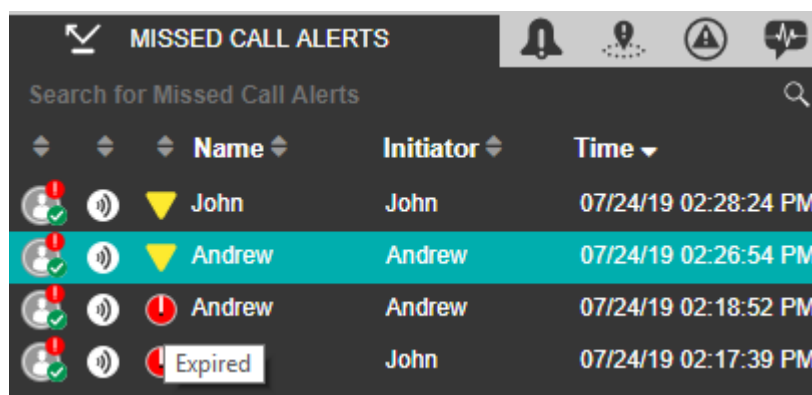 MISSED CALL ALERTS
Search for Missed Call Alerts
Name Initiator Time
John John 07/24/19 02:28:24 PM
Andrew Andrew 07/24/19 02:26:54 PM
Andrew Andrew 07/24/19 02:18:52 PM
Expired John 07/24/19 02:17:39 PM